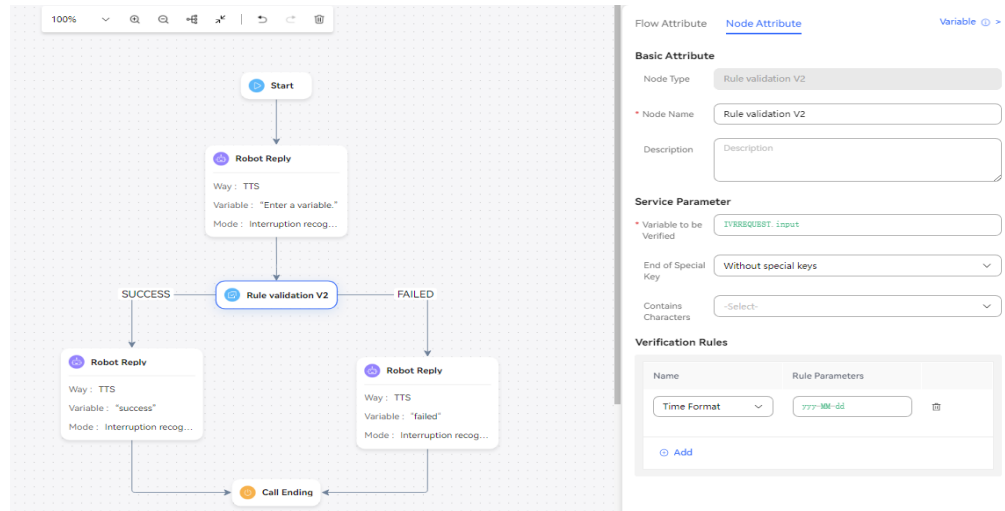 100%
Start
Robot Reply
Way : TTS
Variable : "Enter a variable."
Mode : Interruption recog...
SUCCESS
Rule validation V2
FAILED
Robot Reply
Way : TTS
Variable : "success"
Mode : Interruption recog...
Robot Reply
Way : TTS
Variable : "failed"
Mode : Interruption recog...
Call Ending
Flow Attribute
Node Attribute
Variable >
Basic Attribute
Node Type
Rule validation V2
* Node Name
Rule validation V2
Description
Description
Service Parameter
* Variable to be
Verified
IVRREQUEST.input
End of Special
Key
Without special keys
Contains
Characters
-Select-
Verification Rules
Name
Rule Parameters
Time Format
yyy-MM-dd
Add